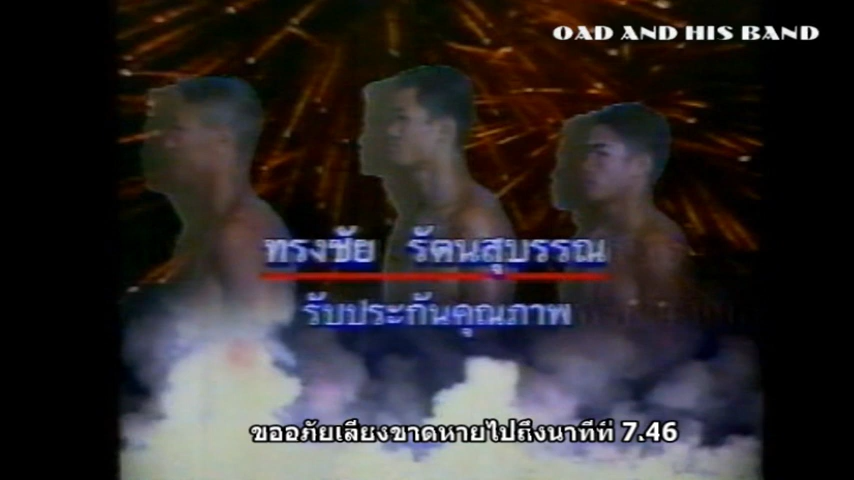 OAD AND HIS BAND
ทรงชัย รัตนสุบรรณ
รับประกันคุณภาพ
ขออภัยเสียงขาดหายไปถึงนาทีที่ 7.46